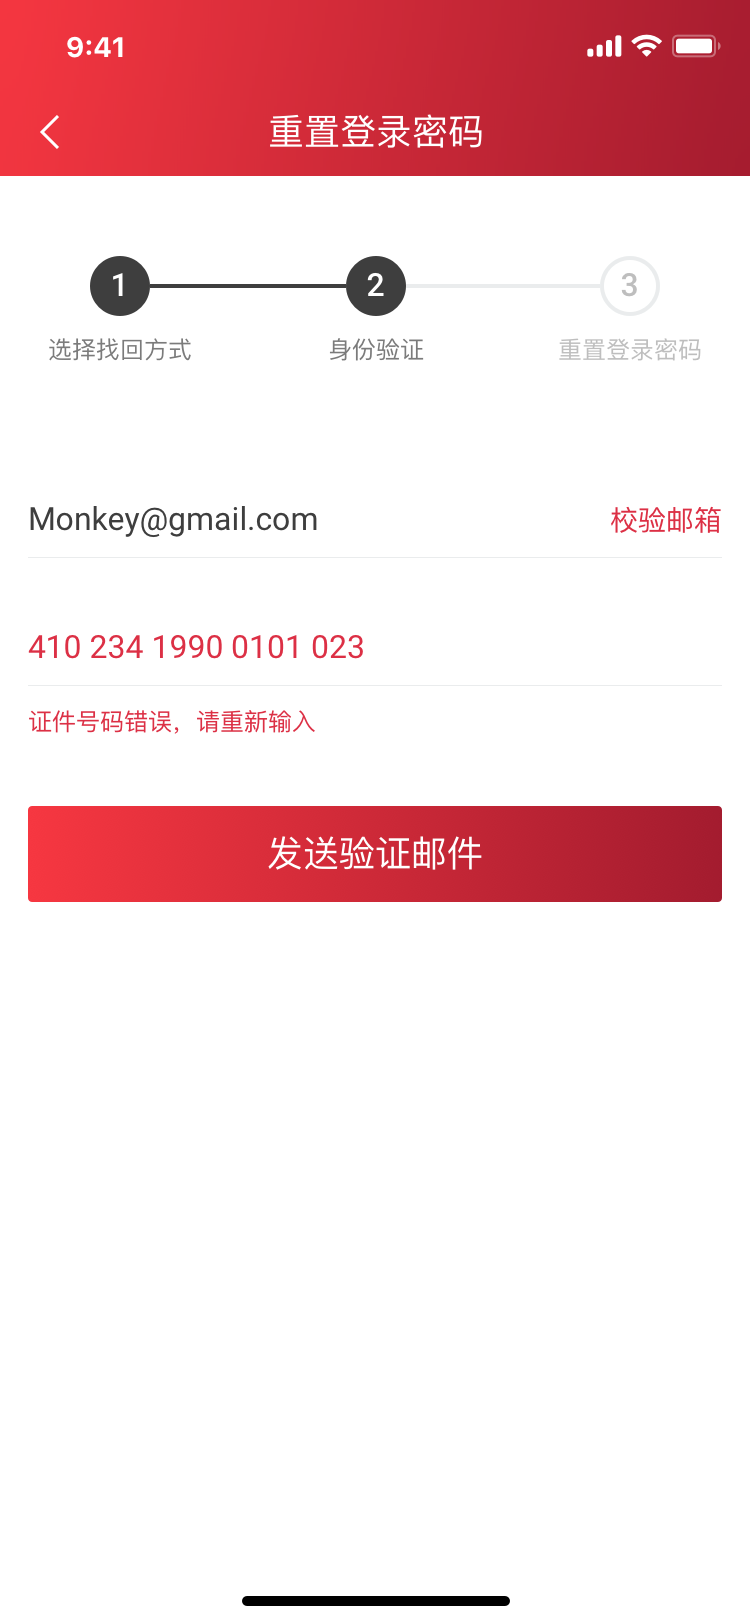 9:41
重置登录密码
1 2 3
选择找回方式 身份验证 重置登录密码
Monkey@gmail.com 校验邮箱
410 234 1990 0101 023
证件号码错误，请重新输入
发送验证邮件